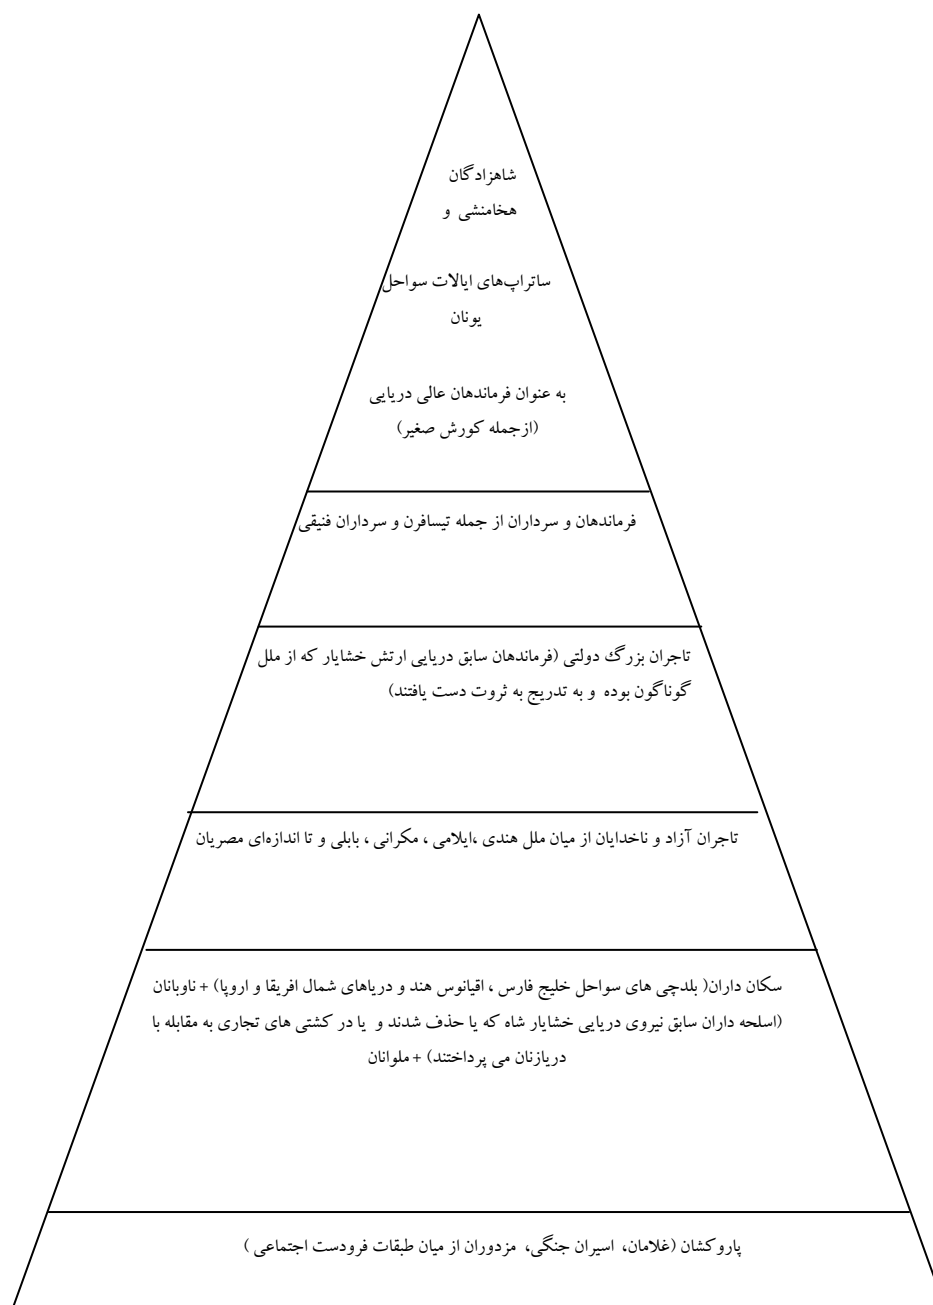 شاهزادگان
هخامنشی و
ساتراپ‌های ایالات سواحل
یونان
به عنوان فرماندهان عالی دریایی
(ازجمله کورش صغیر)
فرماندهان و سرداران از جمله تیسافرن و سرداران فنیقی
تاجران بزرگ دولتی (فرماندهان سابق دریایی ارتش خشایار که از ملل
گوناگون بوده و به تدریج به ثروت دست یافتند)
تاجران آزاد و ناخدایان از میان ملل هندی ،ایلامی ، مکرانی ، بابلی و تا اندازه‌ای مصریان
سکان داران( بلدچی های سواحل خلیج فارس ، اقیانوس هند و دریاهای شمال افریقا و اروپا) + ناوبانان
(اسلحه داران سابق نیروی دریایی خشایار شاه که یا حذف شدند و یا در کشتی های تجاری به مقابله با
دریازنان می پرداختند) + ملوانان
پاروکشان (غلامان، اسیران جنگی، مزدوران از میان طبقات فرودست اجتماعی )